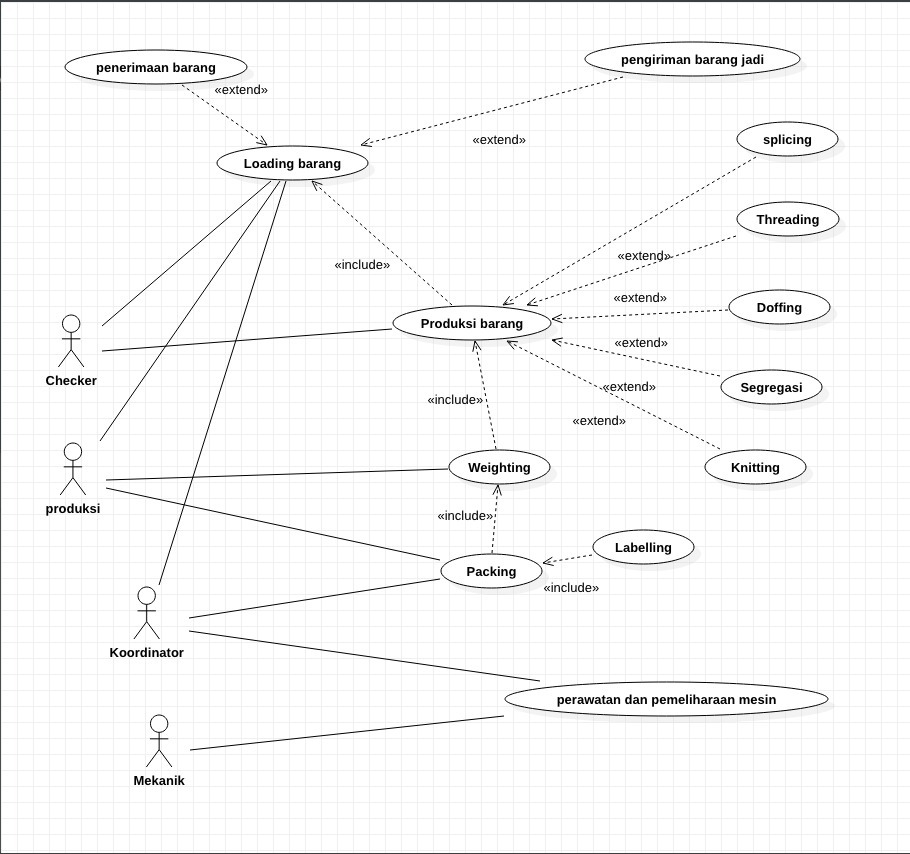 penerimaan barang
pengiriman barang jadi
«extend»
«extend»
splicing
Loading barang
Threading
«extend»
«include»
«extend»
Doffing
Produksi barang
«extend»
Checker
«extend»
Segregasi
«include»
«extend»
Weighting
Knitting
produksi
«include»
Labelling
Packing
«include»
Koordinator
perawatan dan pemeliharaan mesin
Mekanik